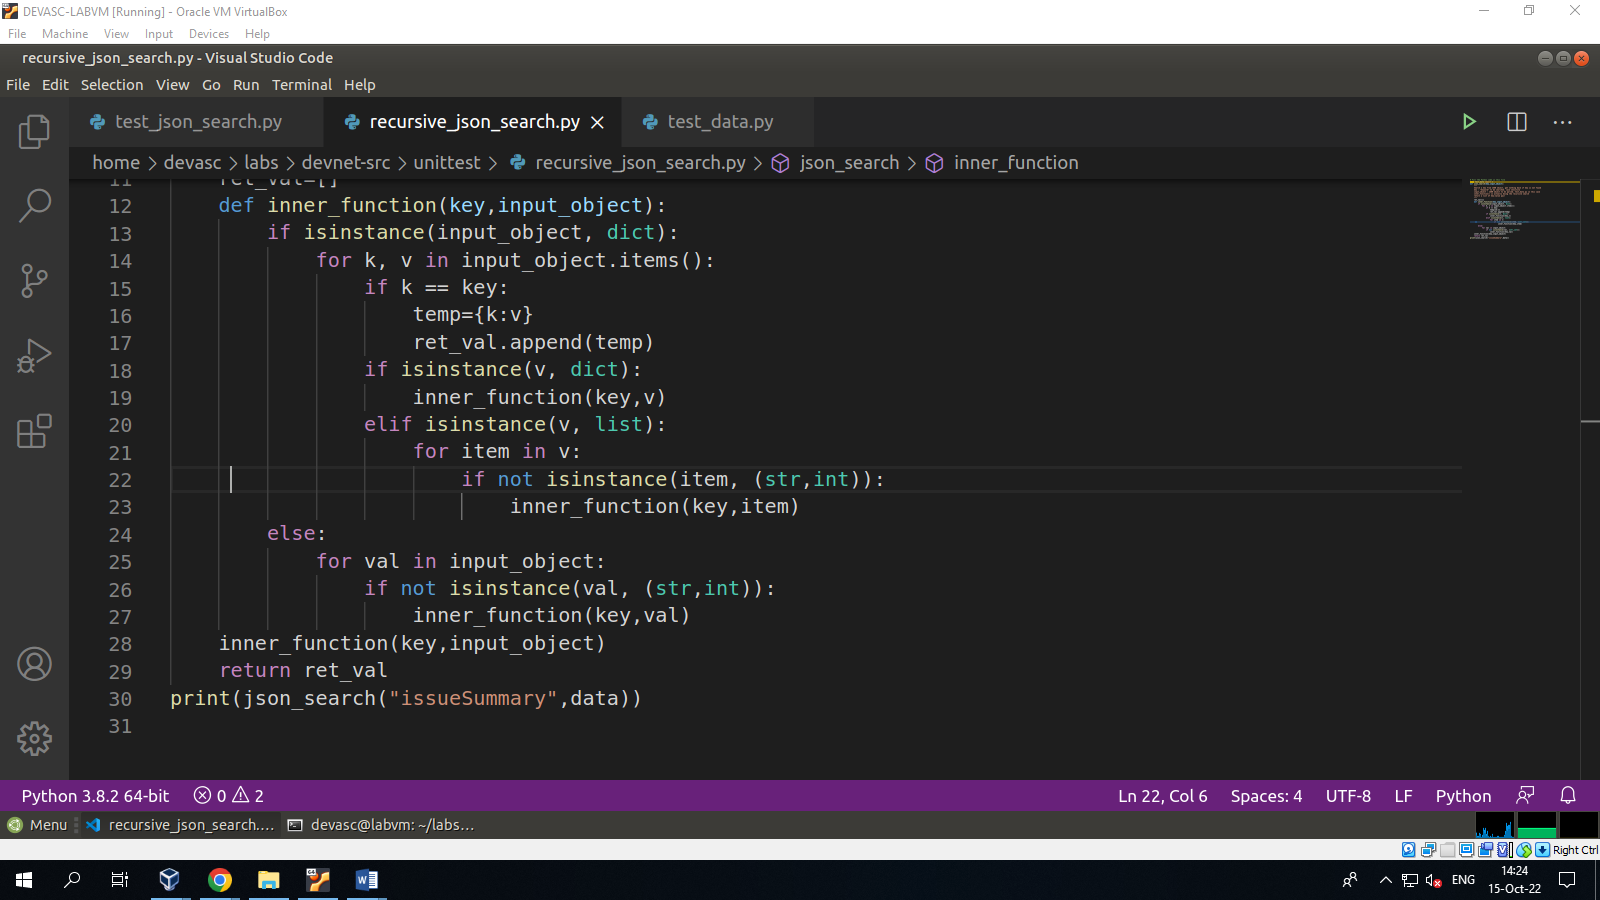 DEVASC-LABVM [Running] - Oracle VM VirtualBox
File Machine View Input Devices Help
recursive_json_search.py - Visual Studio Code
File Edit Selection View Go Run Terminal Help
test_json_search.py recursive_json_search.py test_data.py
home > devasc > labs > devnet-src > unittest > recursive_json_search.py > json_search > inner_function
11 ret_val=[]
12     def inner_function(key,input_object):
13         if isinstance(input_object, dict):
14             for k, v in input_object.items():
15                 if k == key:
16                     temp={k:v}
17                     ret_val.append(temp)
18                 if isinstance(v, dict):
19                     inner_function(key,v)
20                 elif isinstance(v, list):
21                     for item in v:
22                         if not isinstance(item, (str,int)):
23                             inner_function(key,item)
24         else:
25             for val in input_object:
26                 if not isinstance(val, (str,int)):
27                     inner_function(key,val)
28     inner_function(key,input_object)
29     return ret_val
30 print(json_search("issueSummary",data))
31
Python 3.8.2 64-bit 0 2 Ln 22, Col 6 Spaces: 4 UTF-8 LF Python
Menu recursive_json_search.... devasc@labvm: ~/labs...
Right Ctrl
ENG 14:24
15-Oct-22